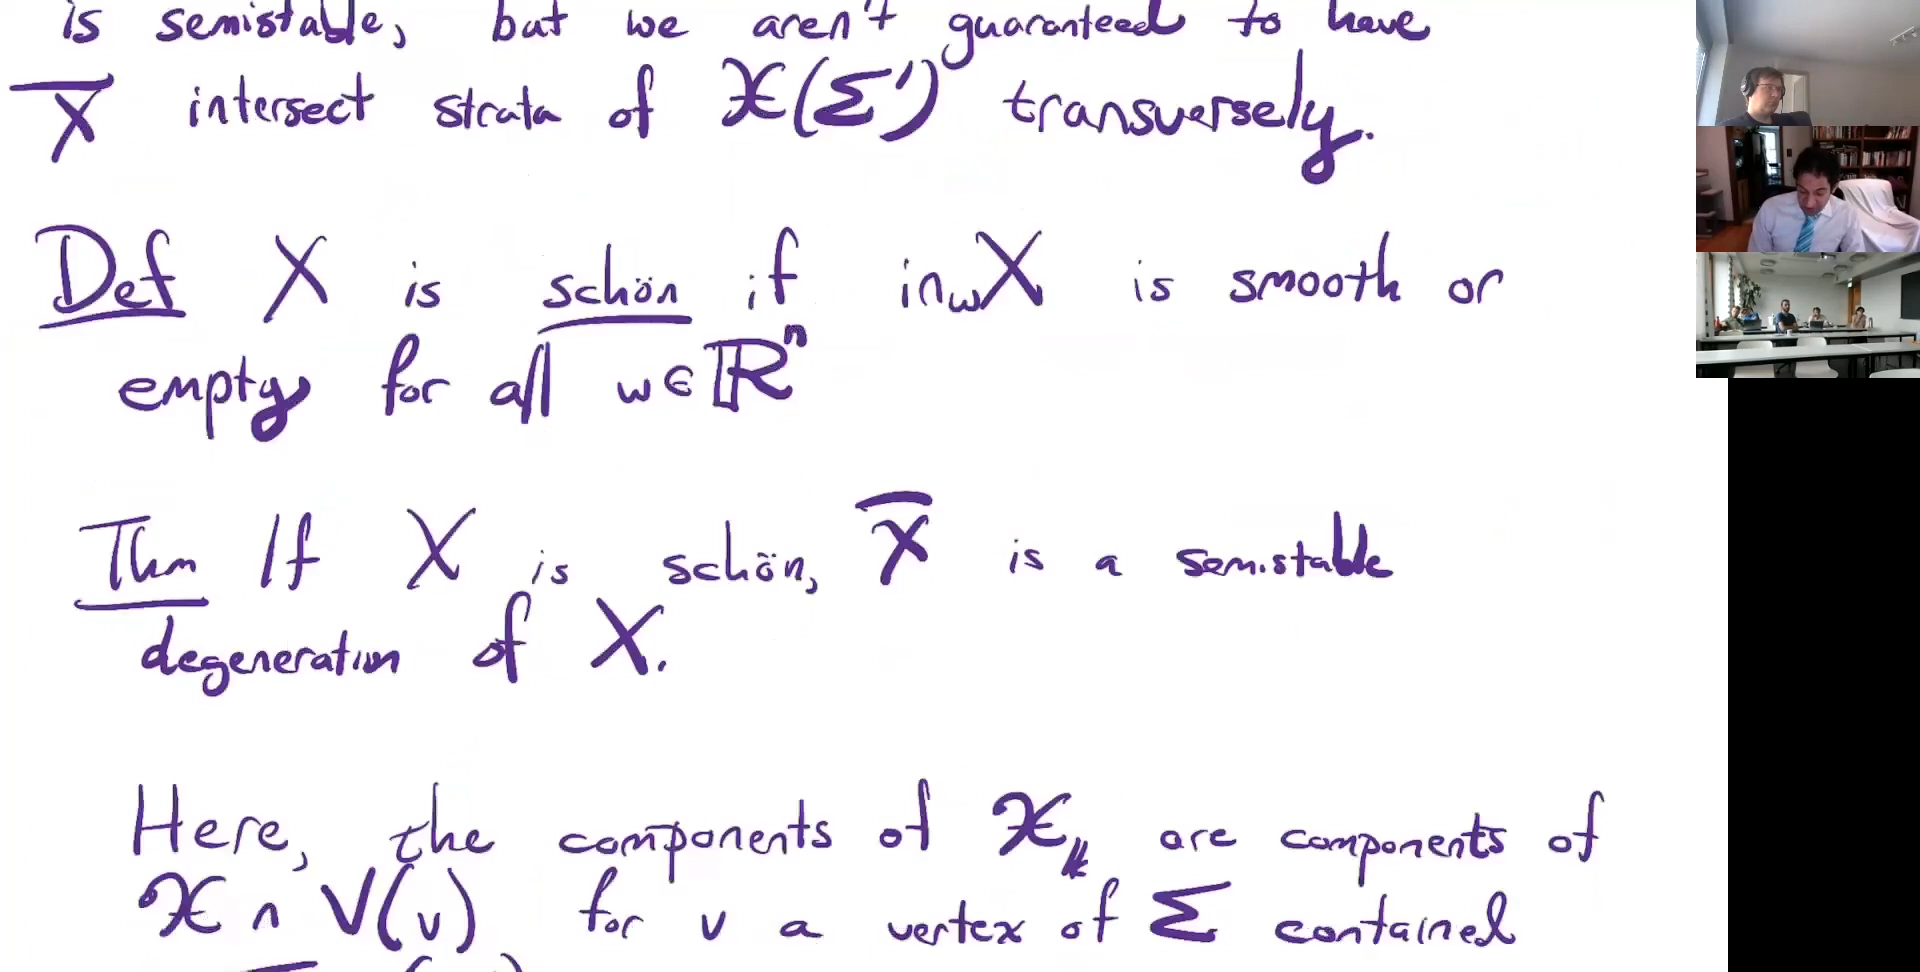 is semistable, but we aren't guaranteed to have
X̅ intersect strata of 𝒳(Σ') transversely.
Def X is schön if in_w X is smooth or
empty for all w∈ℝⁿ
Thm If X is schön, X̅ is a semistable
degeneration of X.
Here, the components of 𝒳_𝕜 are components of
𝒳 ∩ V(v) for v a vertex of Σ contained